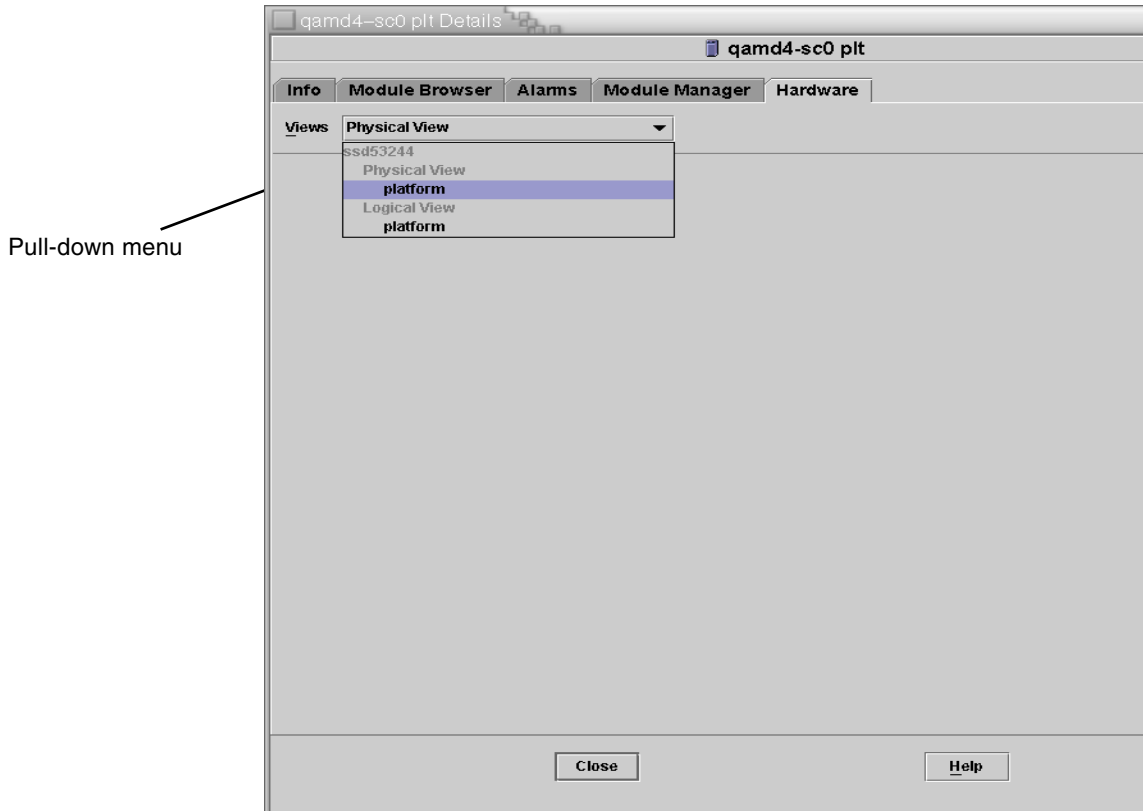 qamd4–sc0 plt Details
qamd4-sc0 plt
Info Module Browser Alarms Module Manager Hardware
Views Physical View
ssd53244
Physical View
platform
Logical View
platform
Pull-down menu
Close Help